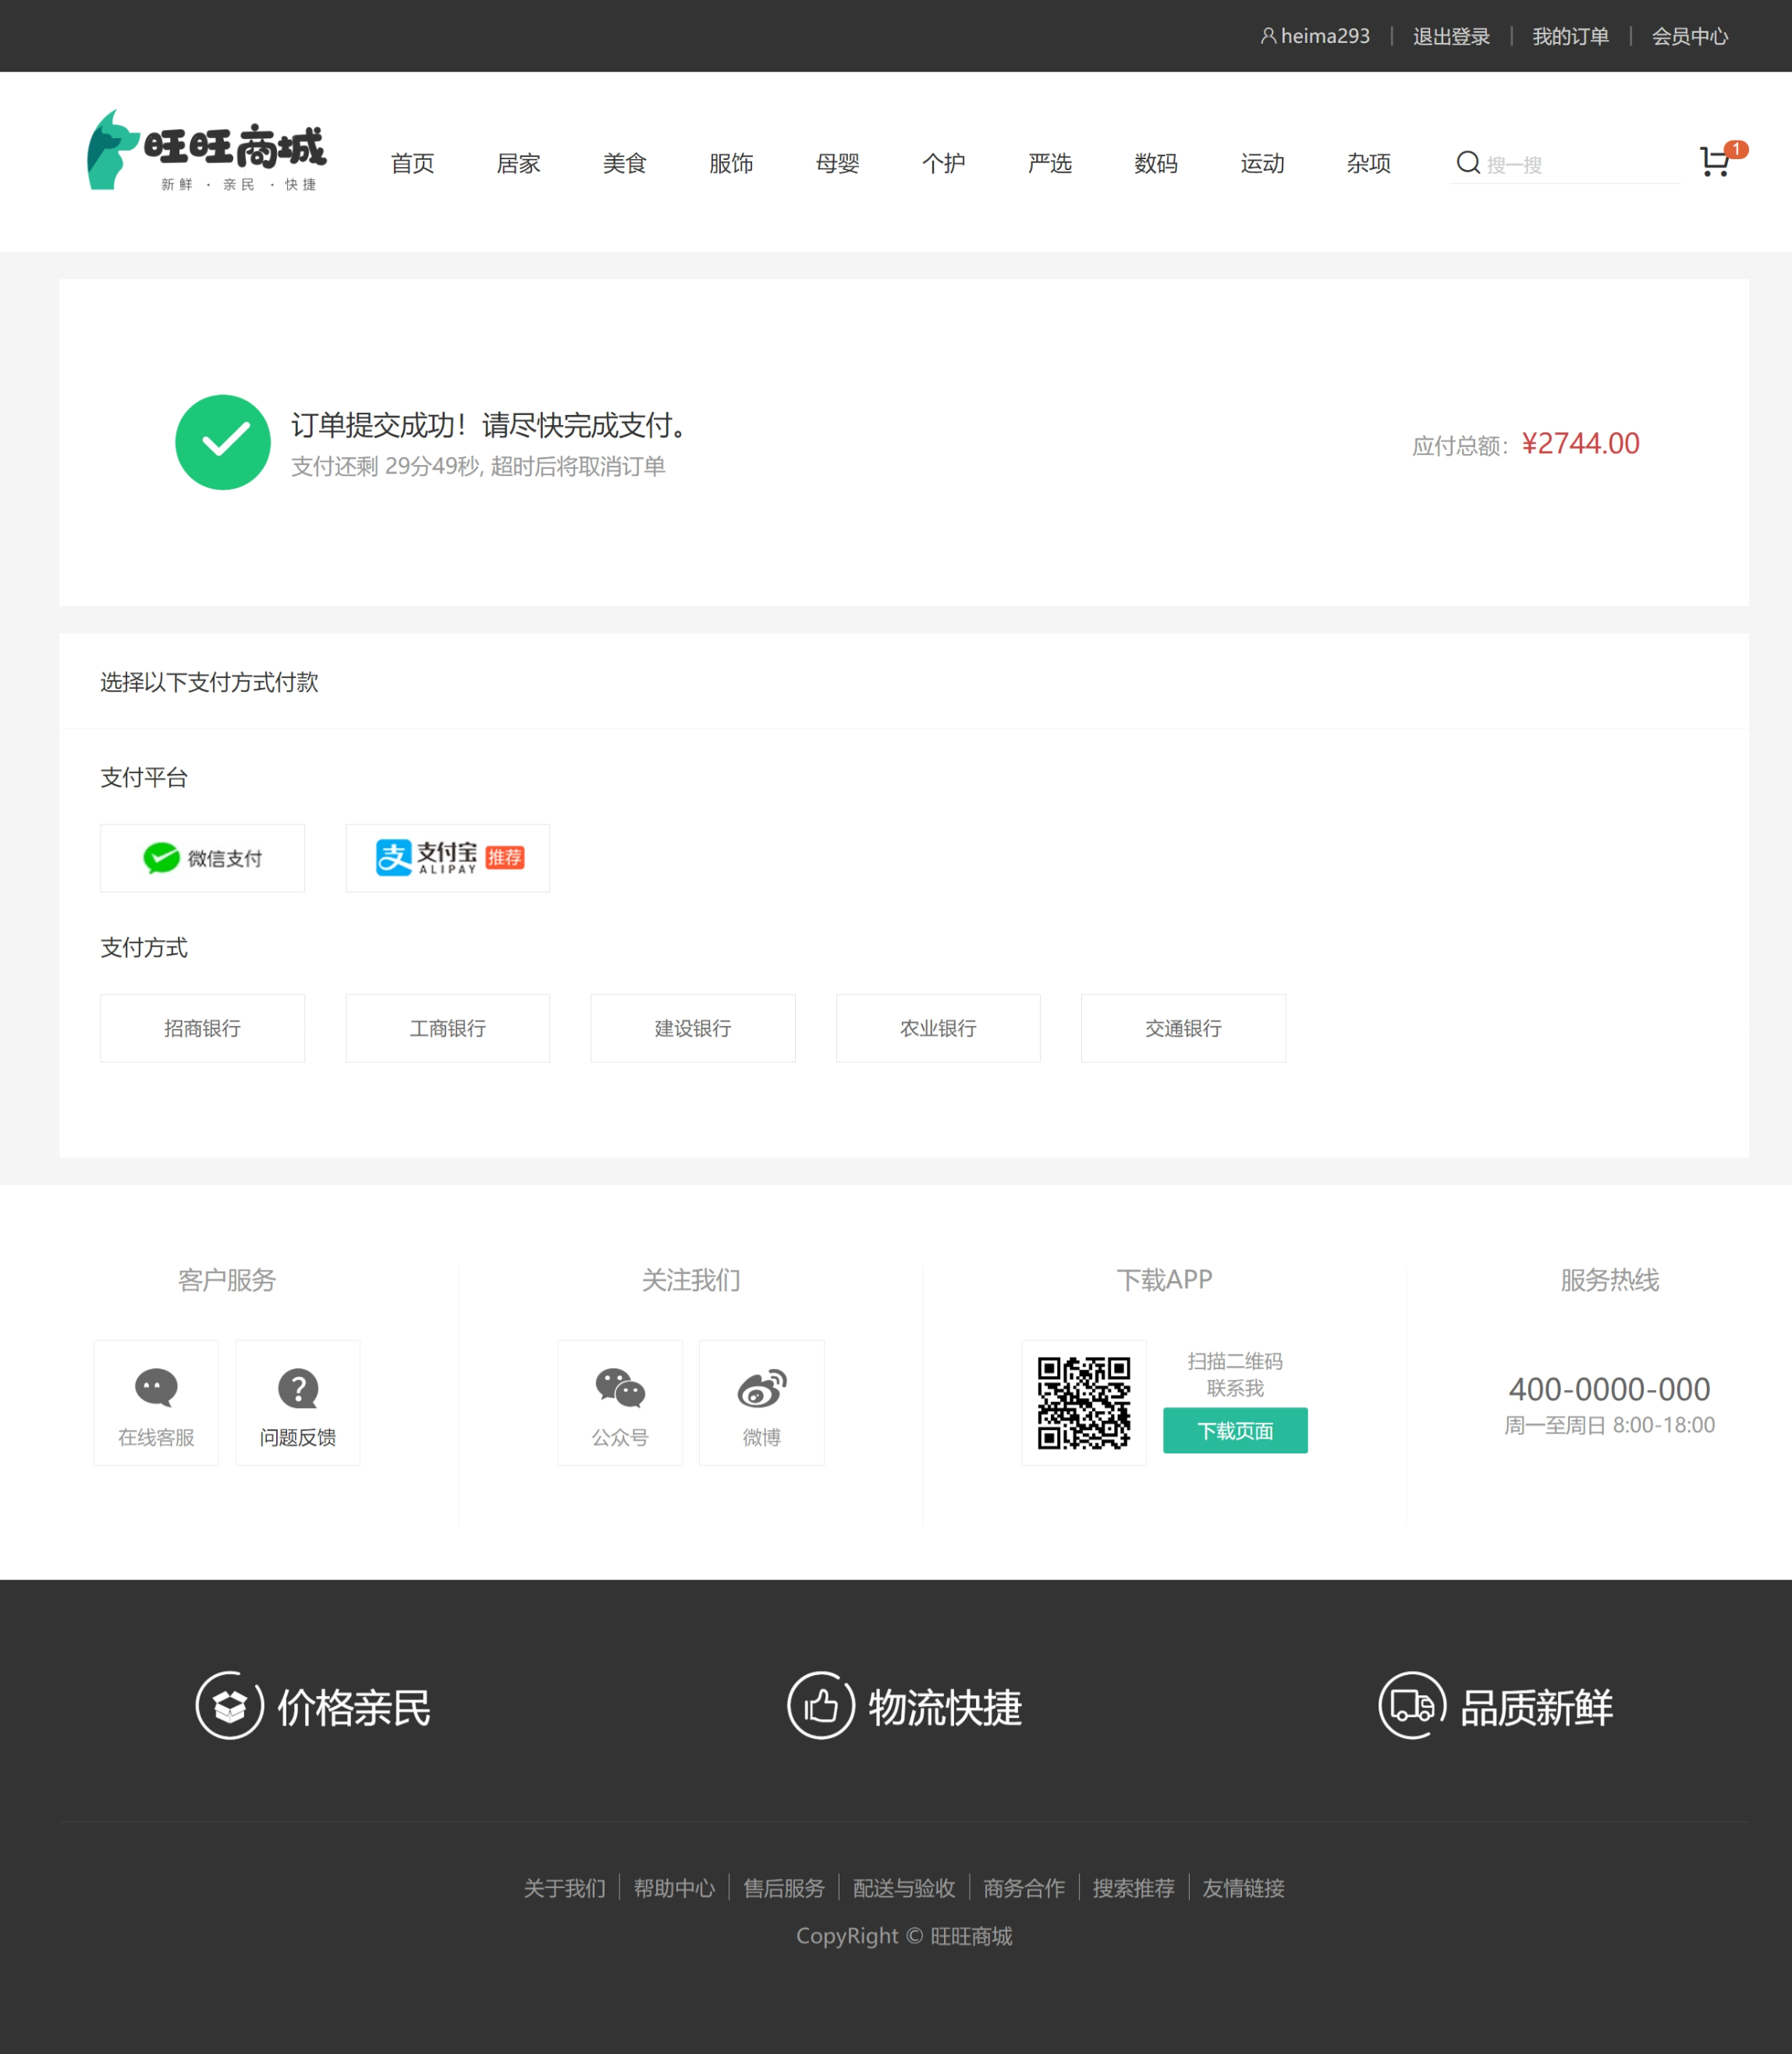 heima293 退出登录 我的订单 会员中心
旺旺商城
新鲜 · 亲民 · 快捷
首页 居家 美食 服饰 母婴 个护 严选 数码 运动 杂项 搜一搜 1
订单提交成功！请尽快完成支付。
支付还剩 29分49秒, 超时后将取消订单
应付总额：¥2744.00
选择以下支付方式付款
支付平台
微信支付
支 支付宝 ALIPAY 推荐
支付方式
招商银行 工商银行 建设银行 农业银行 交通银行
客户服务
在线客服 问题反馈
关注我们
公众号 微博
下载APP
扫描二维码
联系我
下载页面
服务热线
400-0000-000
周一至周日 8:00-18:00
价格亲民 物流快捷 品质新鲜
关于我们 帮助中心 售后服务 配送与验收 商务合作 搜索推荐 友情链接
CopyRight © 旺旺商城